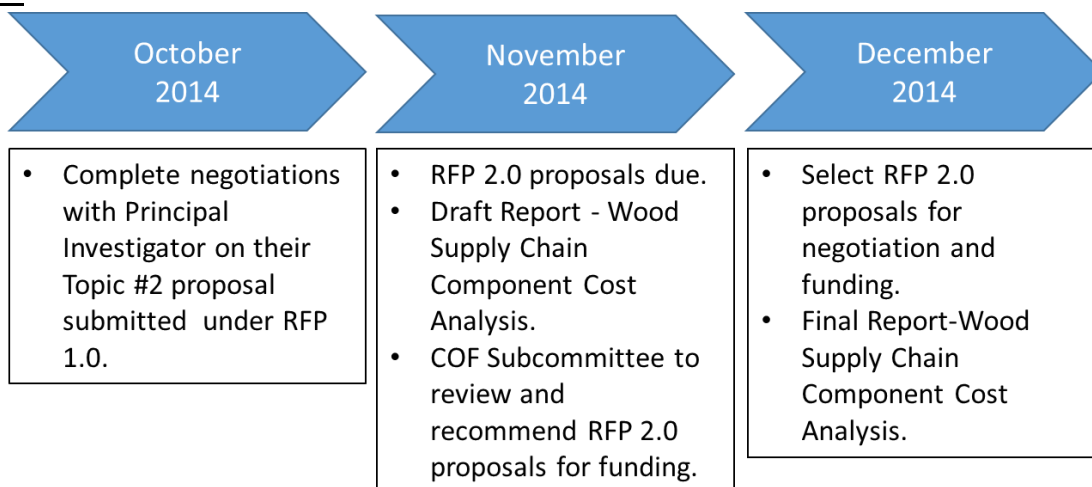 October
2014
November
2014
December
2014
• Complete negotiations
with Principal
Investigator on their
Topic #2 proposal
submitted under RFP
1.0.
• RFP 2.0 proposals due.
• Draft Report - Wood
Supply Chain
Component Cost
Analysis.
• COF Subcommittee to
review and
recommend RFP 2.0
proposals for funding.
• Select RFP 2.0
proposals for
negotiation and
funding.
• Final Report-Wood
Supply Chain
Component Cost
Analysis.